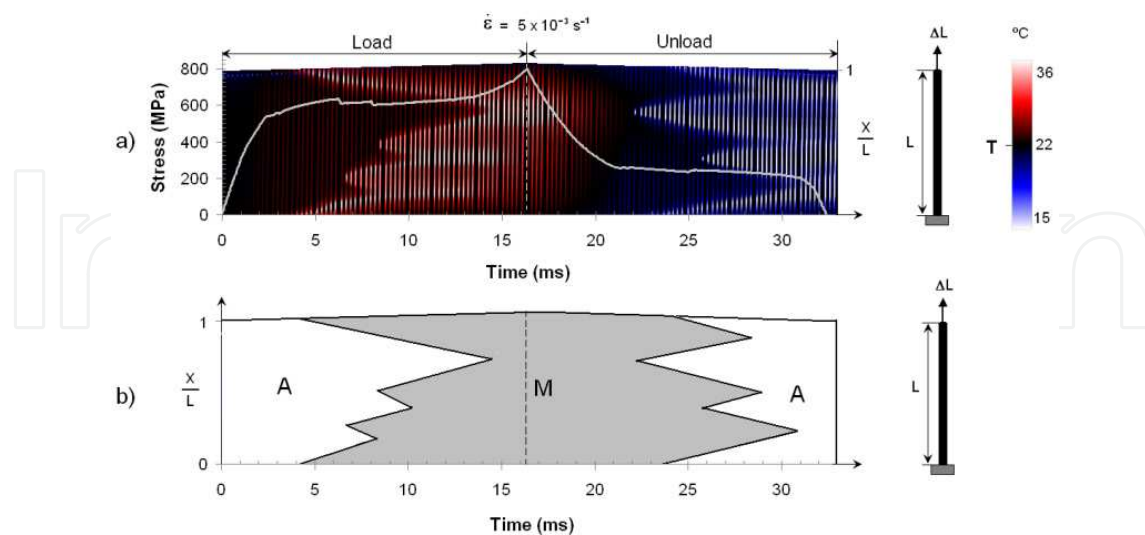 ε̇ = 5 x 10⁻³ s⁻¹
Load
Unload
a)
Stress (MPa)
800
600
400
200
0
1
X
L
0 5 10 15 20 25 30
Time (ms)
ΔL
L
T
ºC
36
22
15
b)
X
L
1
0
A
M
A
0 5 10 15 20 25 30
Time (ms)
ΔL
L